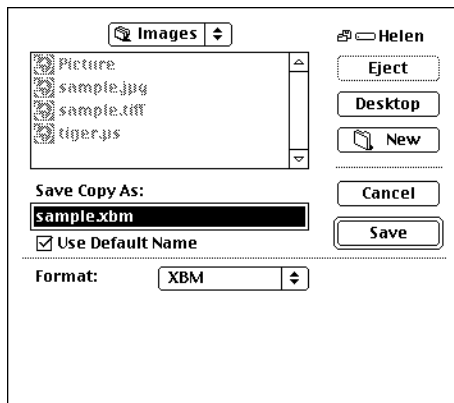 Images
Helen
Picture
sample.jpg
sample.tiff
tiger.ps
Eject
Desktop
New
Save Copy As:
sample.xbm
Use Default Name
Cancel
Save
Format:
XBM